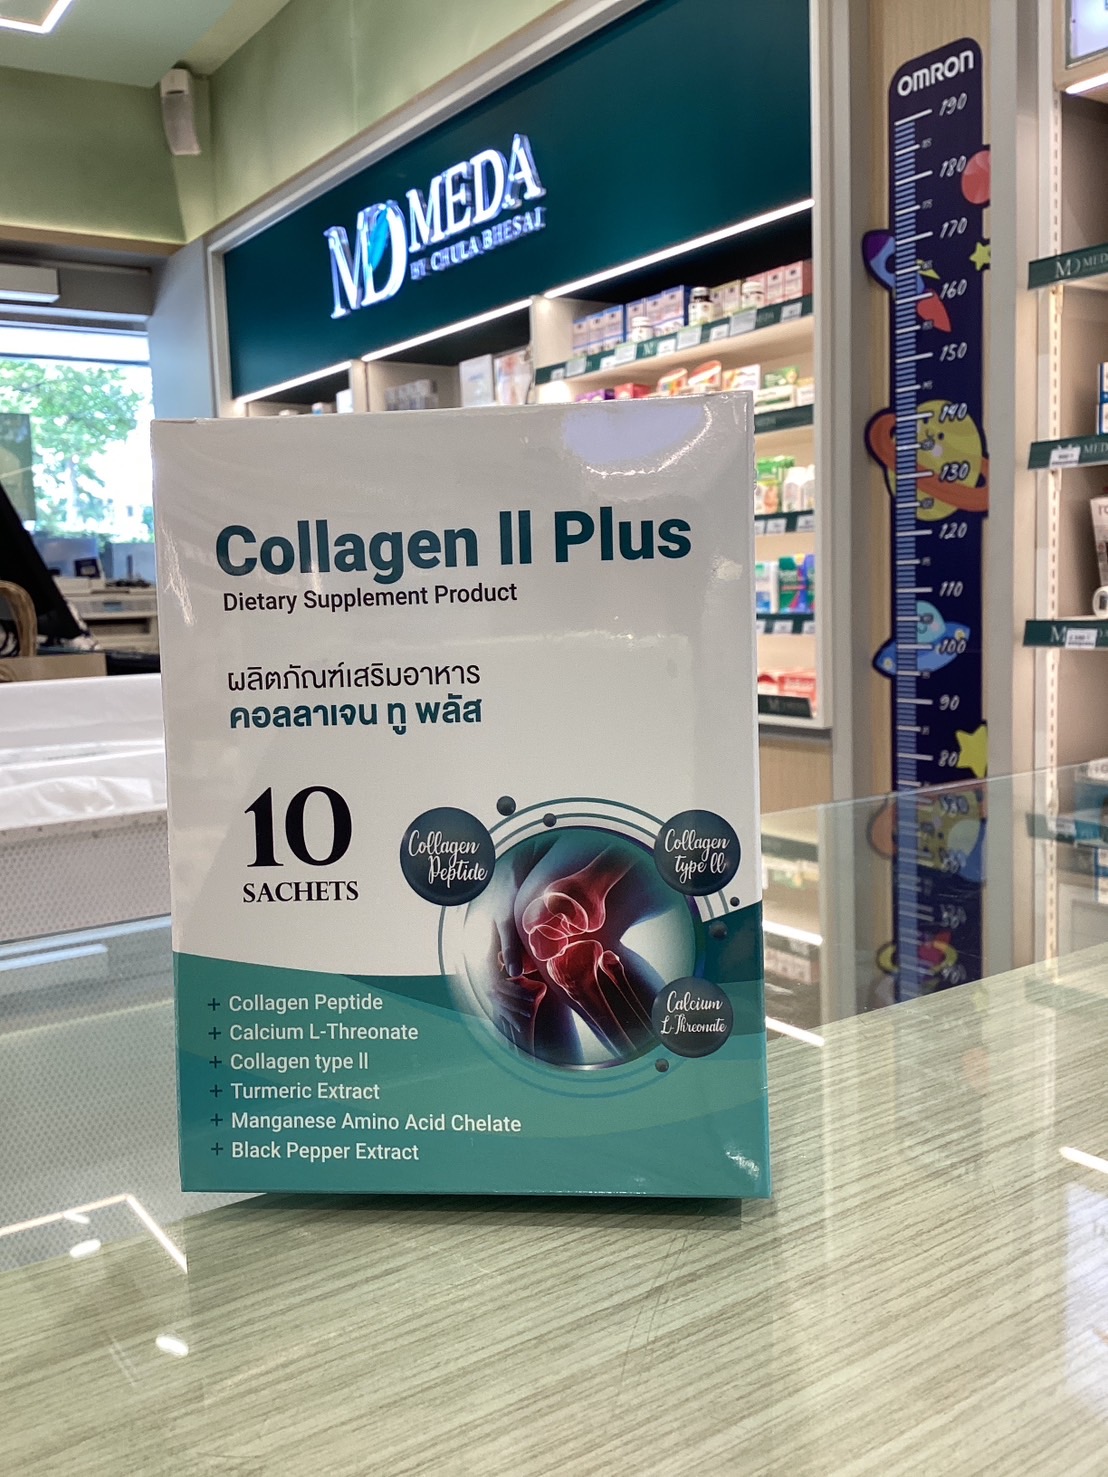 OMRON
190
180
170
160
150
140
130
120
110
100
90
80
MD MEDA
BY CHULA BHESAJ
Collagen ll Plus
Dietary Supplement Product
ผลิตภัณฑ์เสริมอาหาร
คอลลาเจน ทู พลัส
10
SACHETS
Collagen
Peptide
Collagen
type ll
Calcium
L-Threonate
+ Collagen Peptide
+ Calcium L-Threonate
+ Collagen type ll
+ Turmeric Extract
+ Manganese Amino Acid Chelate
+ Black Pepper Extract